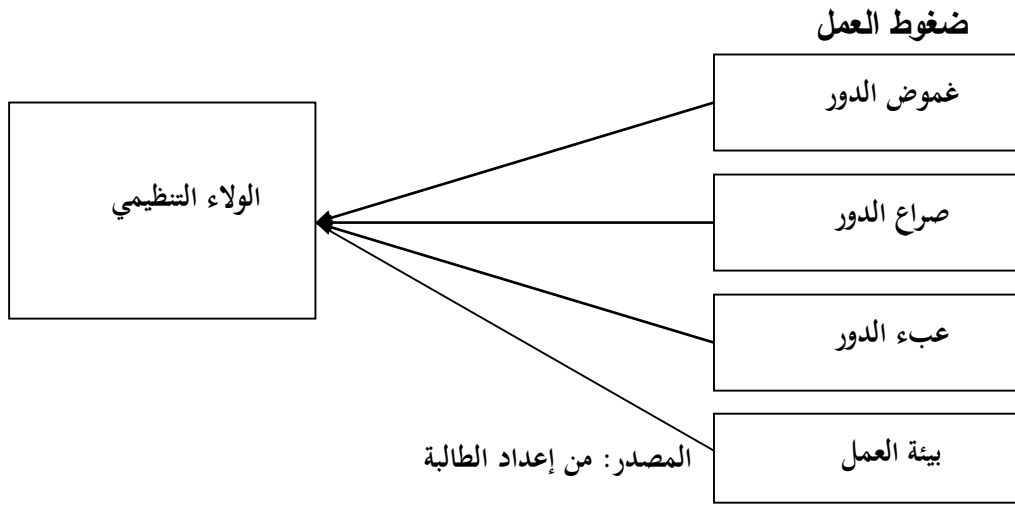 ضغوط العمل
غموض الدور
صراع الدور
عبء الدور
بيئة العمل
الولاء التنظيمي
المصدر: من إعداد الطالبة